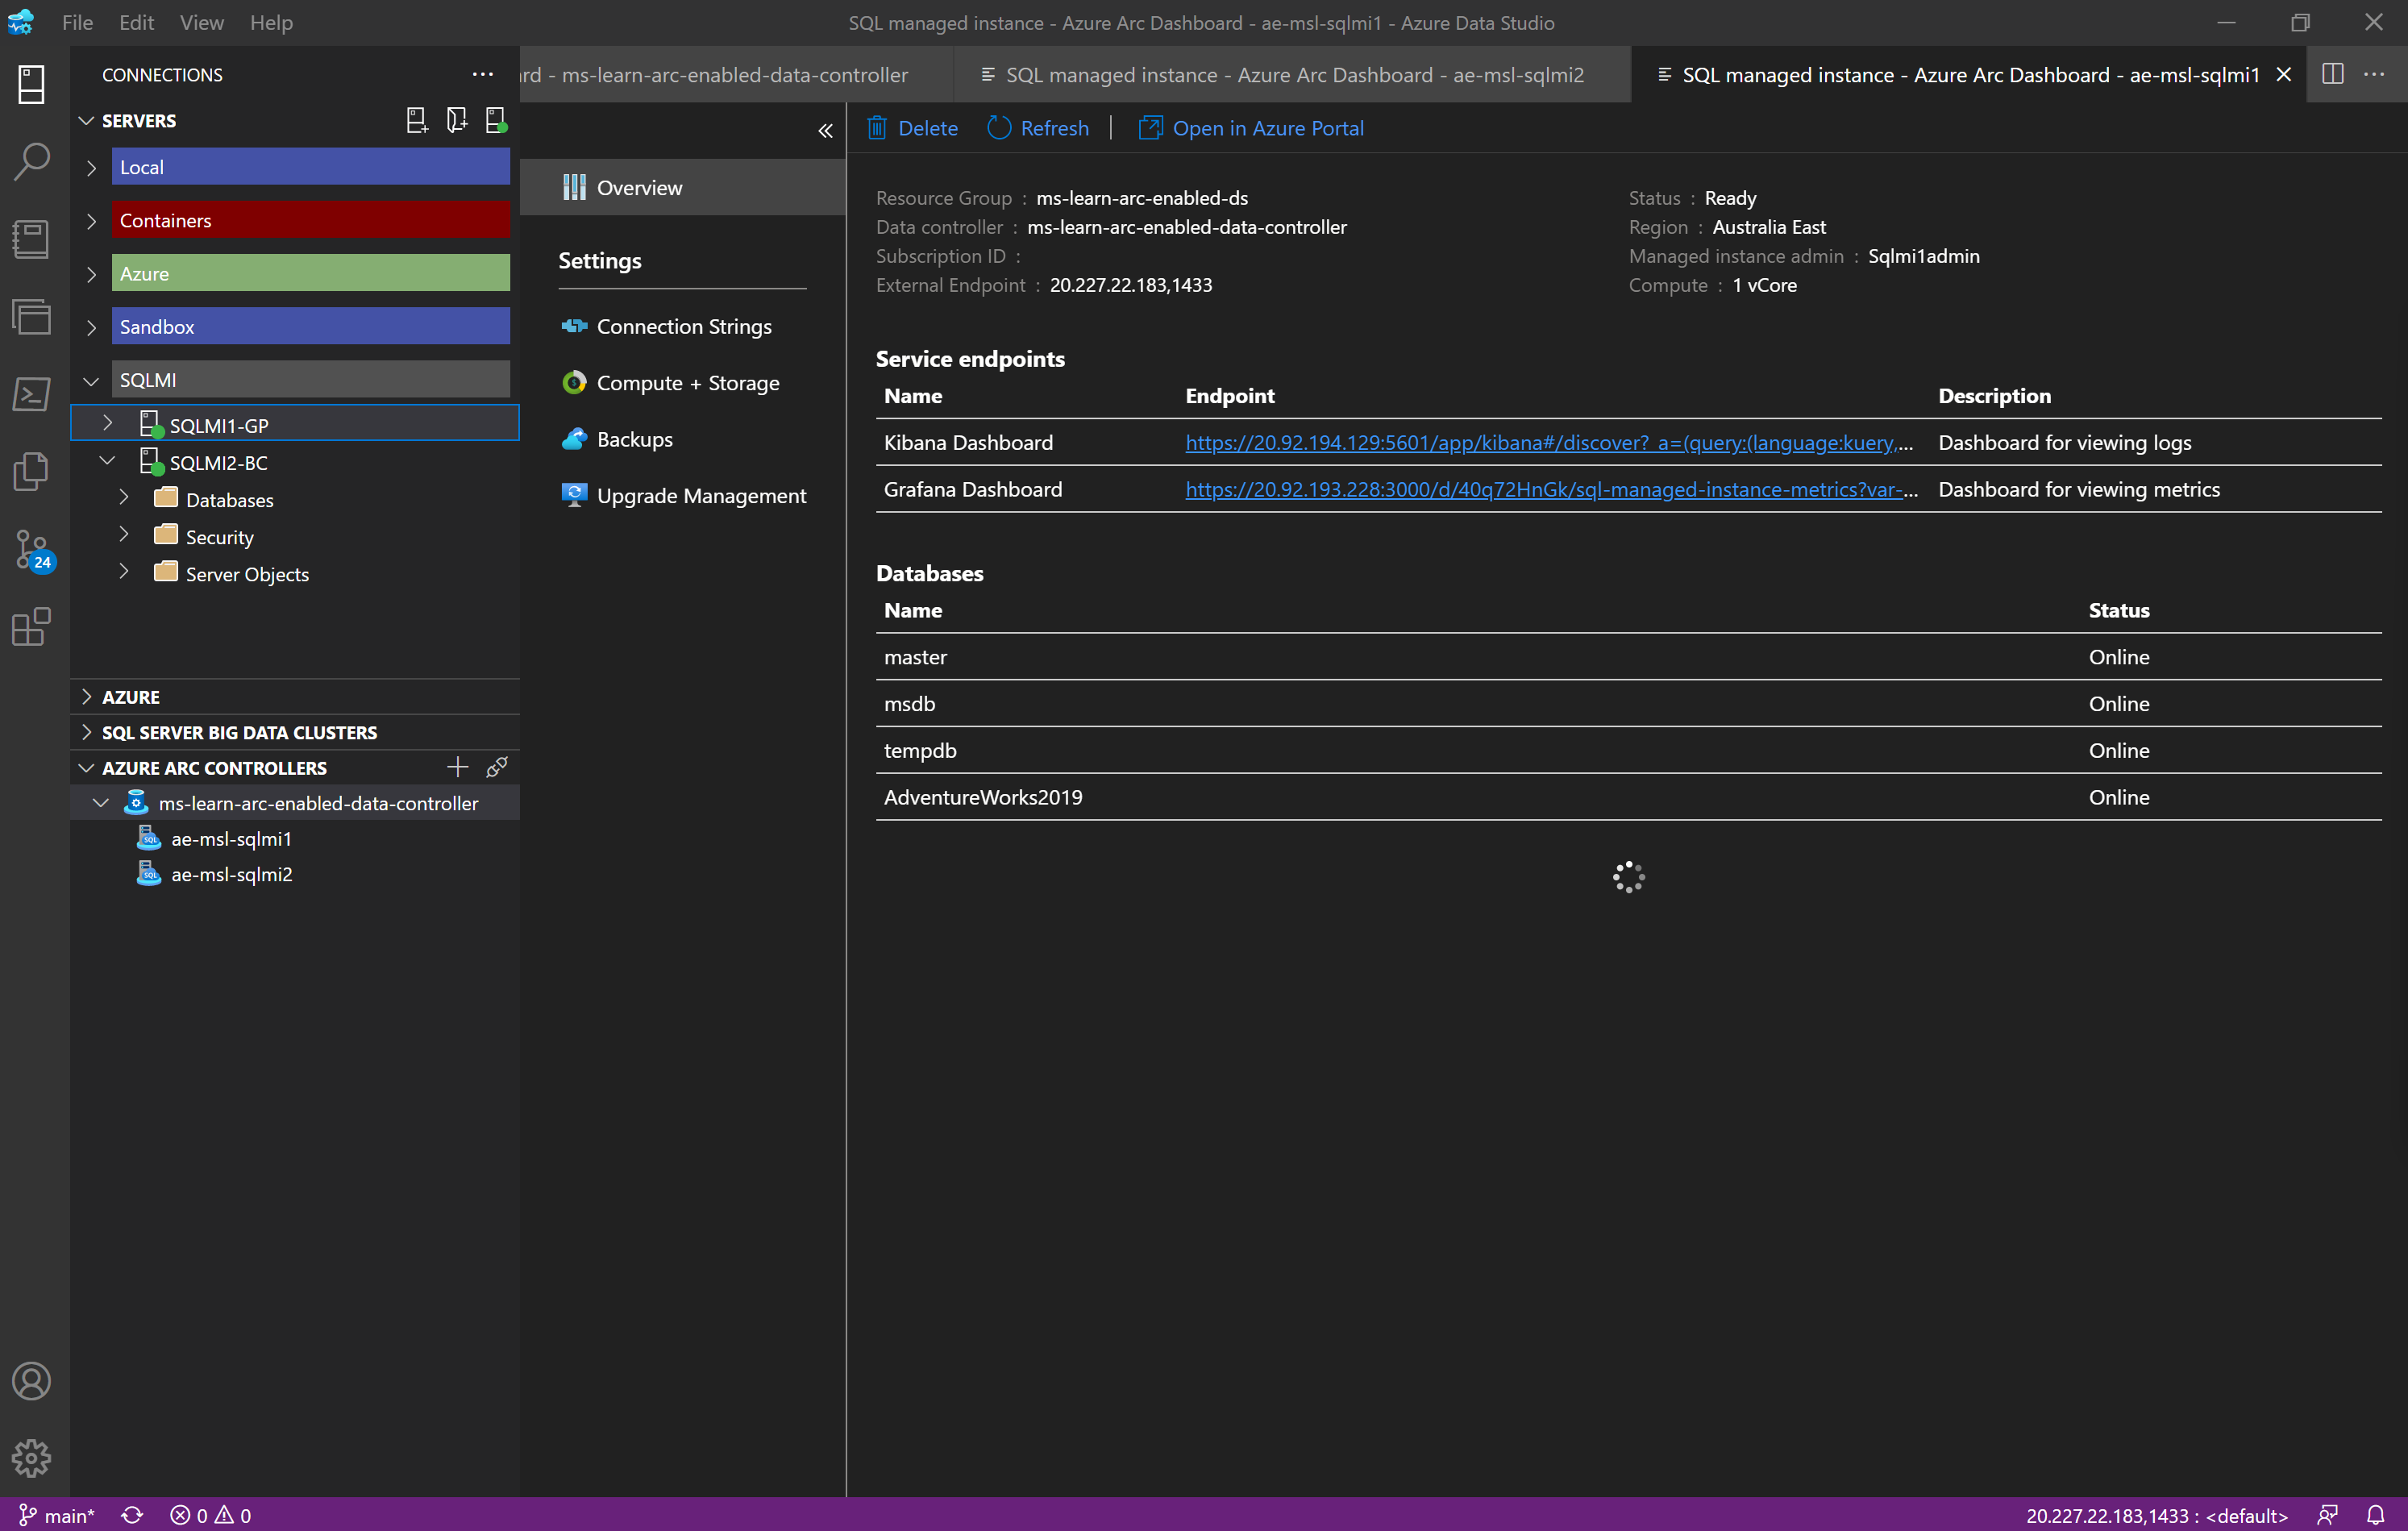 File Edit View Help
SQL managed instance - Azure Arc Dashboard - ae-msl-sqlmi1 - Azure Data Studio
CONNECTIONS
rd - ms-learn-arc-enabled-data-controller
SQL managed instance - Azure Arc Dashboard - ae-msl-sqlmi2
SQL managed instance - Azure Arc Dashboard - ae-msl-sqlmi1
SERVERS
Local
Containers
Azure
Sandbox
SQLMI
SQLMI1-GP
SQLMI2-BC
Databases
Security
Server Objects
24
AZURE
SQL SERVER BIG DATA CLUSTERS
AZURE ARC CONTROLLERS
ms-learn-arc-enabled-data-controller
ae-msl-sqlmi1
ae-msl-sqlmi2
Overview
Settings
Connection Strings
Compute + Storage
Backups
Upgrade Management
Delete Refresh | Open in Azure Portal
Resource Group : ms-learn-arc-enabled-ds
Data controller : ms-learn-arc-enabled-data-controller
Subscription ID :
External Endpoint : 20.227.22.183,1433
Status : Ready
Region : Australia East
Managed instance admin : Sqlmi1admin
Compute : 1 vCore
Service endpoints
Name Endpoint Description
Kibana Dashboard https://20.92.194.129:5601/app/kibana#/discover?_a=(query:(language:kuery,... Dashboard for viewing logs
Grafana Dashboard https://20.92.193.228:3000/d/40q72HnGk/sql-managed-instance-metrics?var-... Dashboard for viewing metrics
Databases
Name Status
master Online
msdb Online
tempdb Online
AdventureWorks2019 Online
main* 0 0
20.227.22.183,1433 : <default>